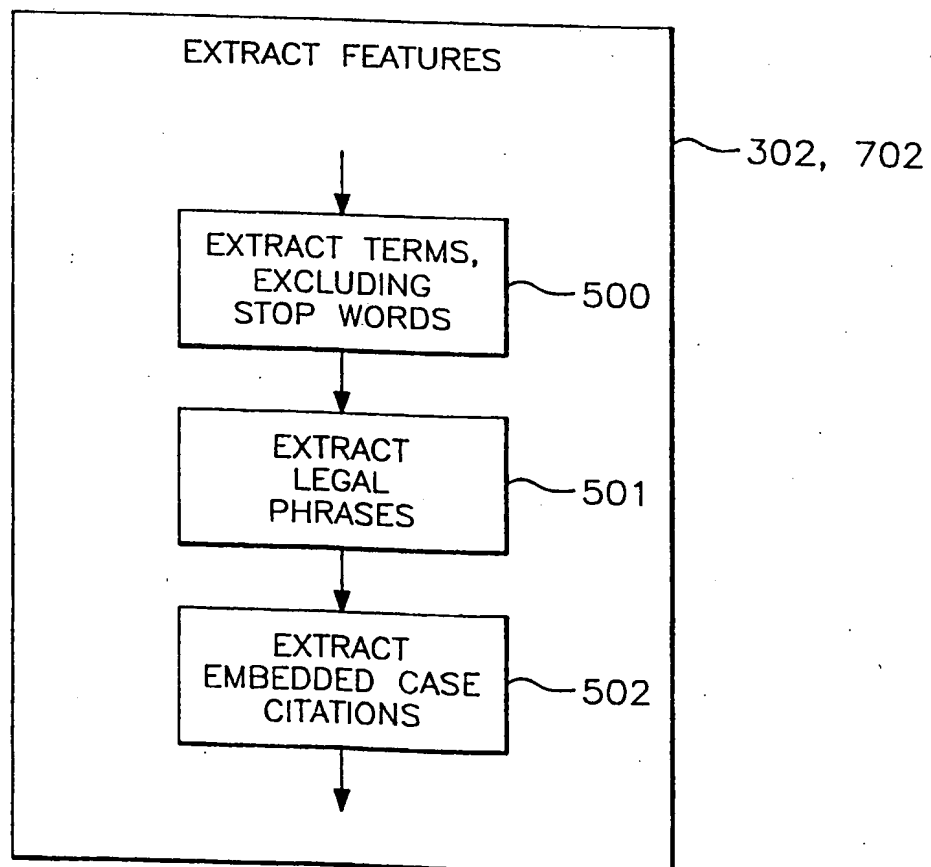 EXTRACT FEATURES
302, 702
EXTRACT TERMS,
EXCLUDING
STOP WORDS
500
EXTRACT
LEGAL
PHRASES
501
EXTRACT
EMBEDDED CASE
CITATIONS
502